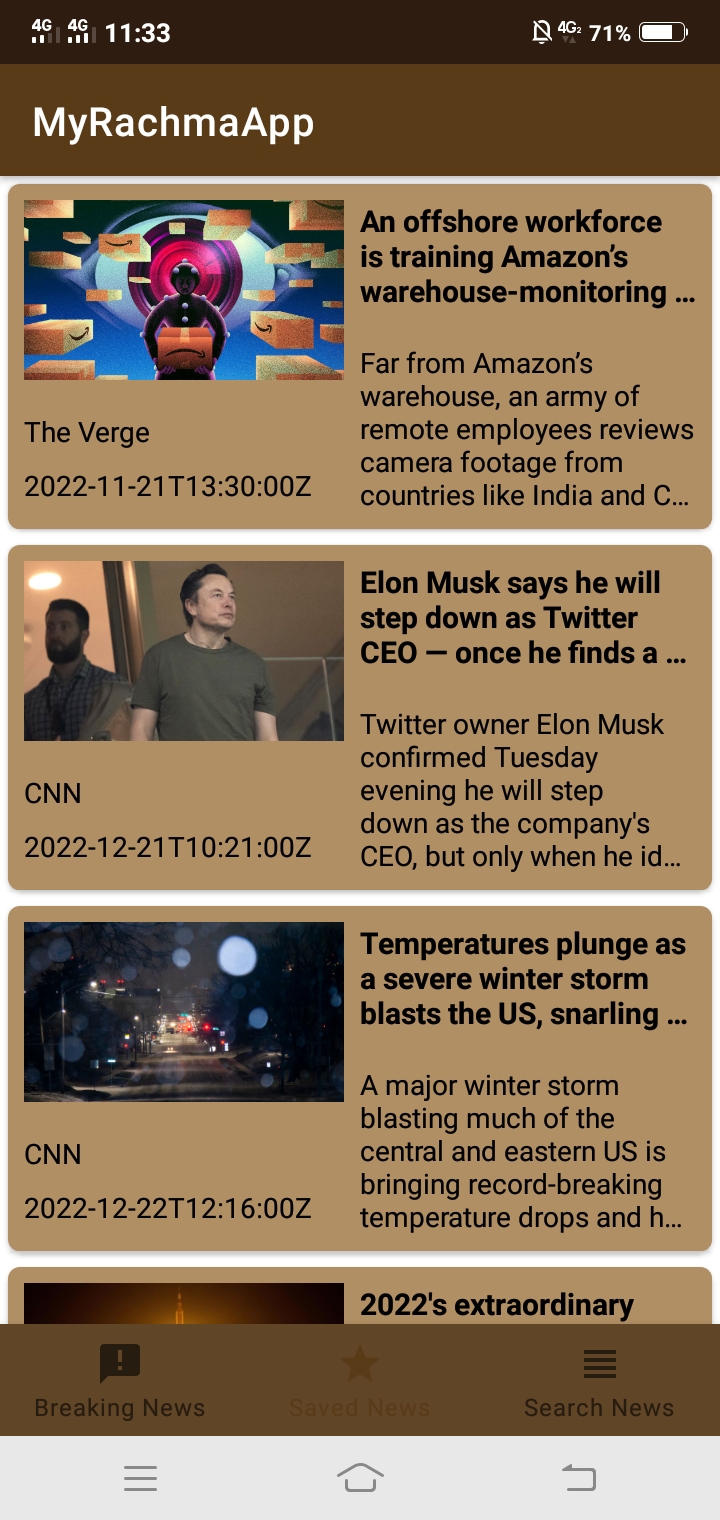 4G 4G 11:33 4G2 71%
MyRachmaApp
An offshore workforce
is training Amazon’s
warehouse-monitoring ...
Far from Amazon’s
warehouse, an army of
remote employees reviews
camera footage from
countries like India and C...
The Verge
2022-11-21T13:30:00Z
Elon Musk says he will
step down as Twitter
CEO — once he finds a ...
Twitter owner Elon Musk
confirmed Tuesday
evening he will step
down as the company's
CEO, but only when he id...
CNN
2022-12-21T10:21:00Z
Temperatures plunge as
a severe winter storm
blasts the US, snarling ...
A major winter storm
blasting much of the
central and eastern US is
bringing record-breaking
temperature drops and h...
CNN
2022-12-22T12:16:00Z
2022's extraordinary
Breaking News
Saved News
Search News